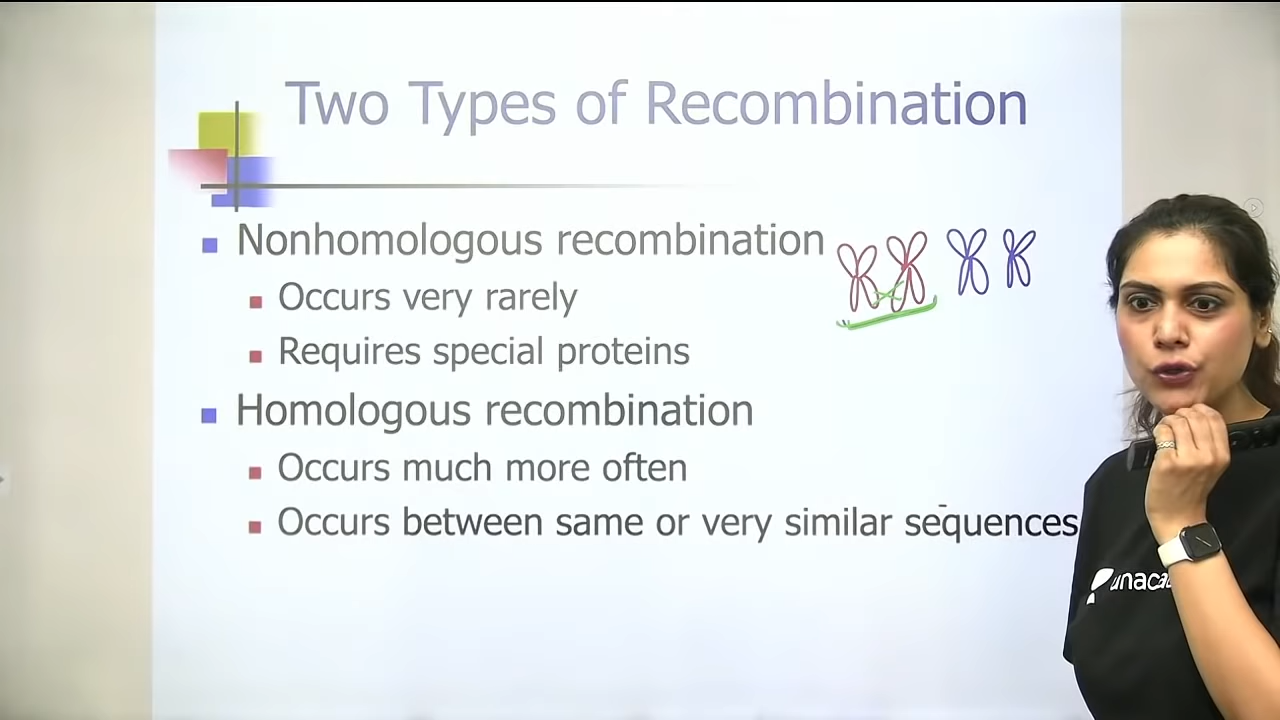 Two Types of Recombination
Nonhomologous recombination
Occurs very rarely
Requires special proteins
Homologous recombination
Occurs much more often
Occurs between same or very similar sequences
unaca